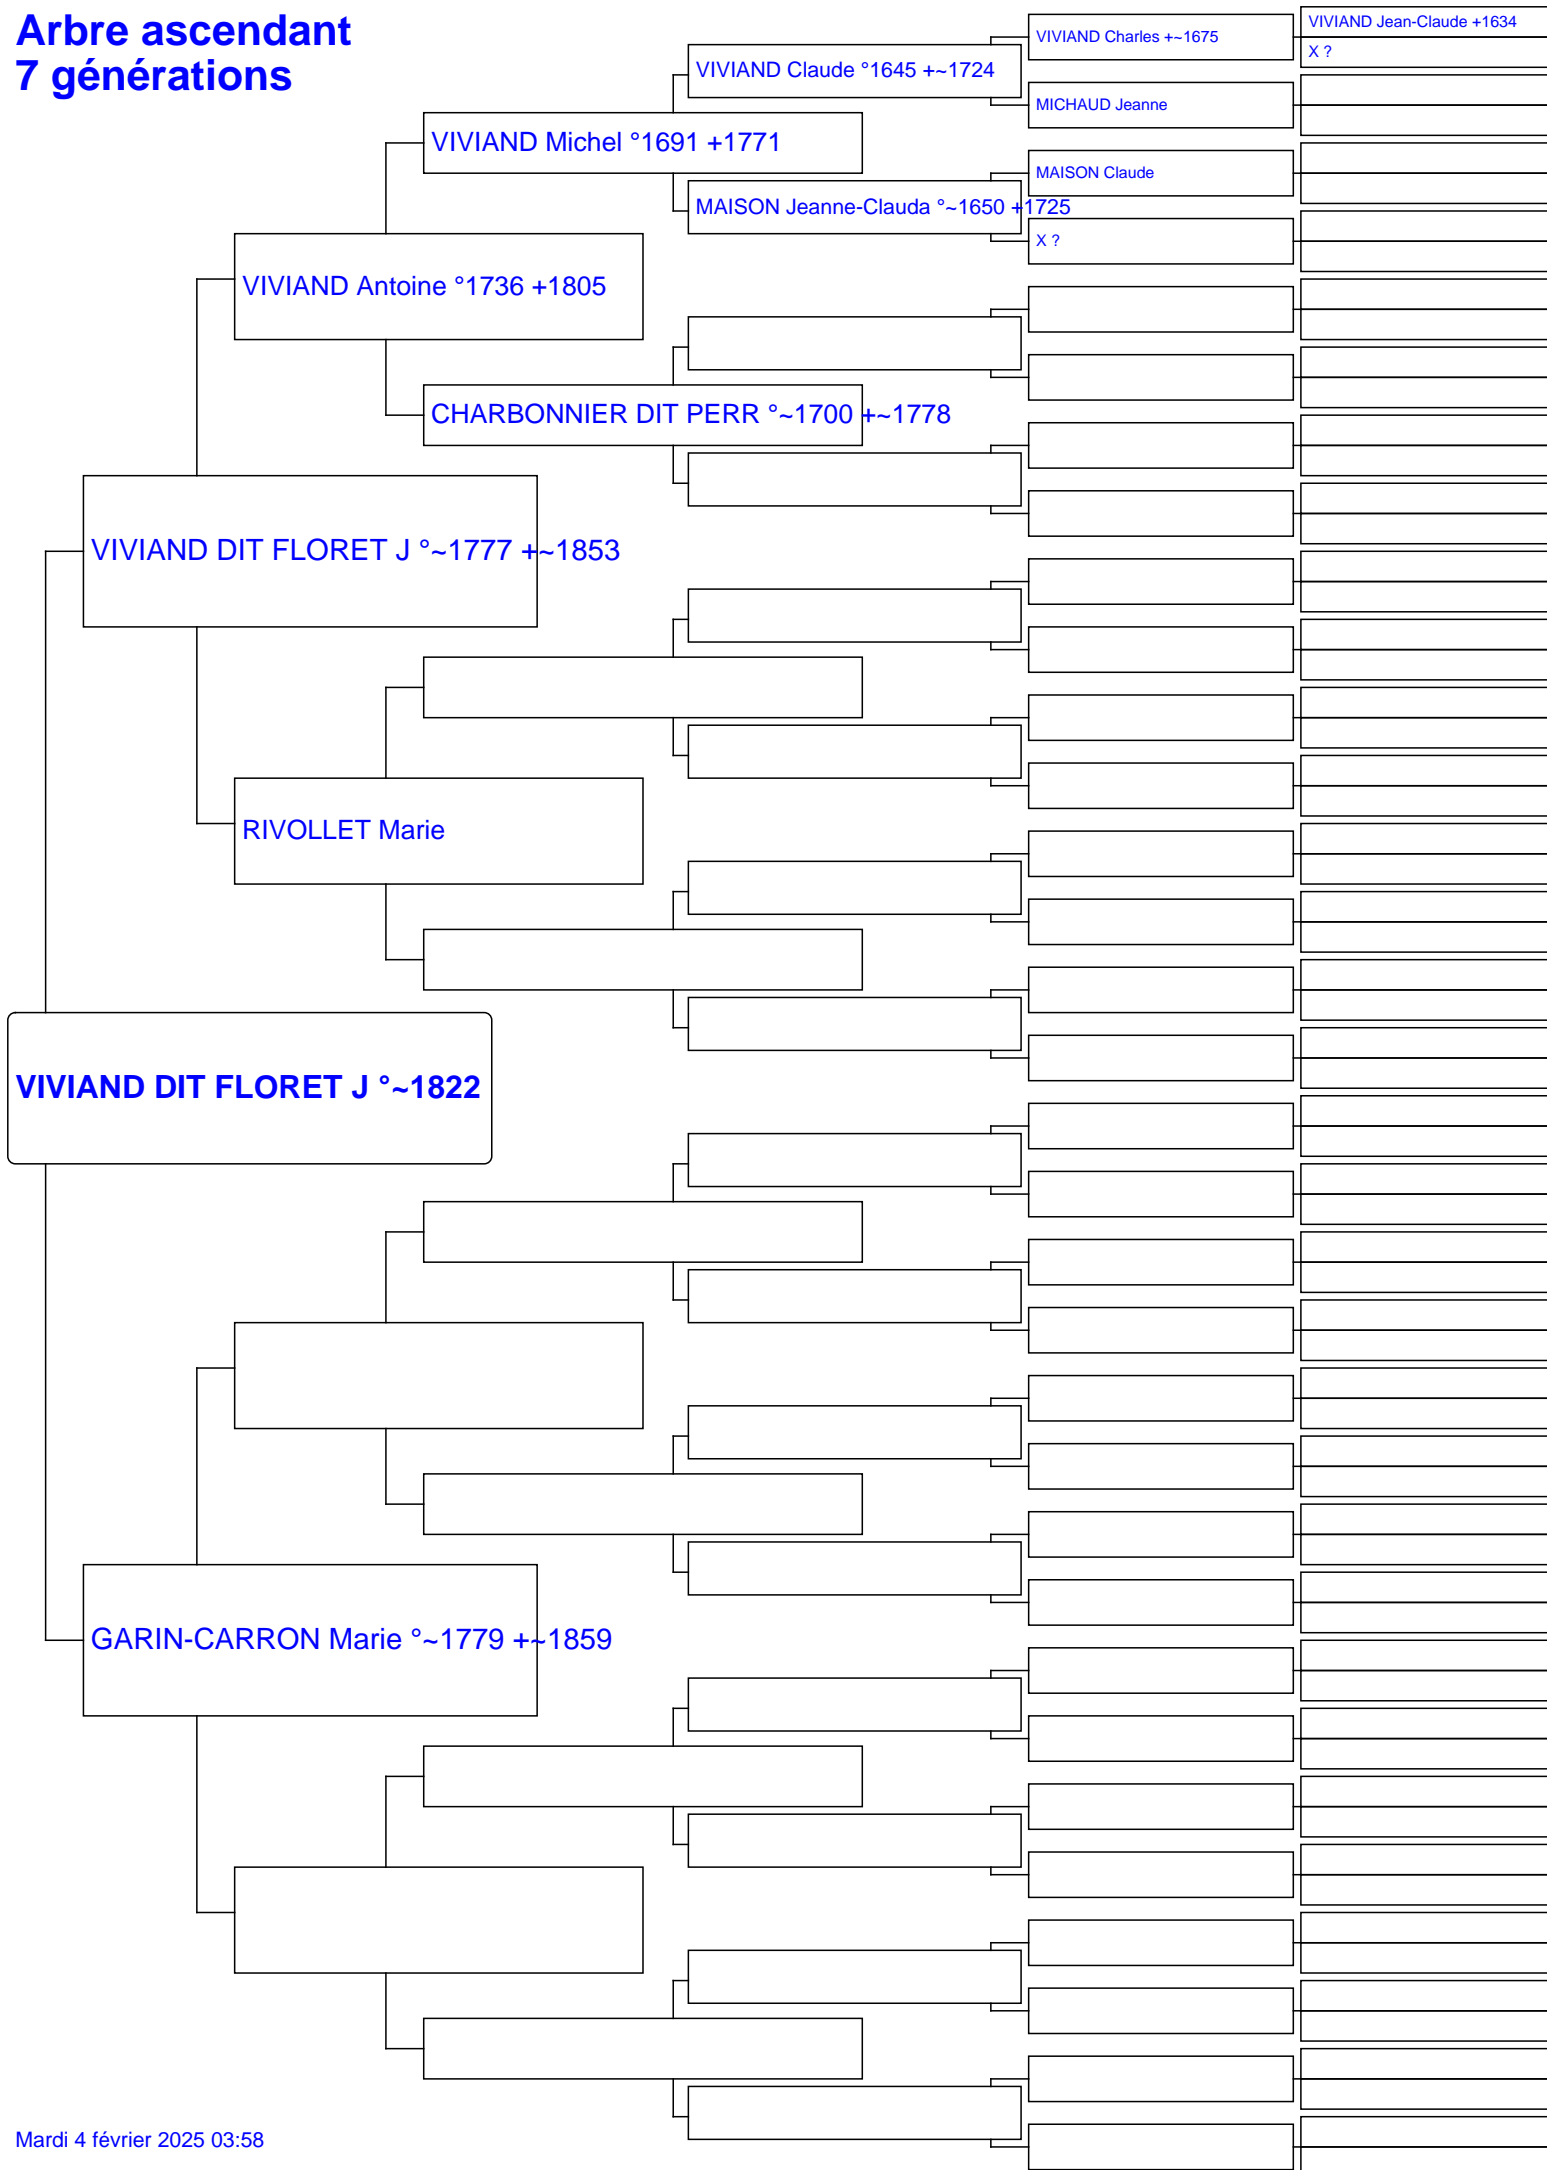 Arbre ascendant
7 générations
VIVIAND Jean-Claude +1634
VIVIAND Charles +~1675
X ?
VIVIAND Claude °1645 +~1724
MICHAUD Jeanne
VIVIAND Michel °1691 +1771
MAISON Claude
MAISON Jeanne-Clauda °~1650 +1725
X ?
VIVIAND Antoine °1736 +1805
CHARBONNIER DIT PERR °~1700 +~1778
VIVIAND DIT FLORET J °~1777 +~1853
RIVOLLET Marie
VIVIAND DIT FLORET J °~1822
GARIN-CARRON Marie °~1779 +~1859
Mardi 4 février 2025 03:58